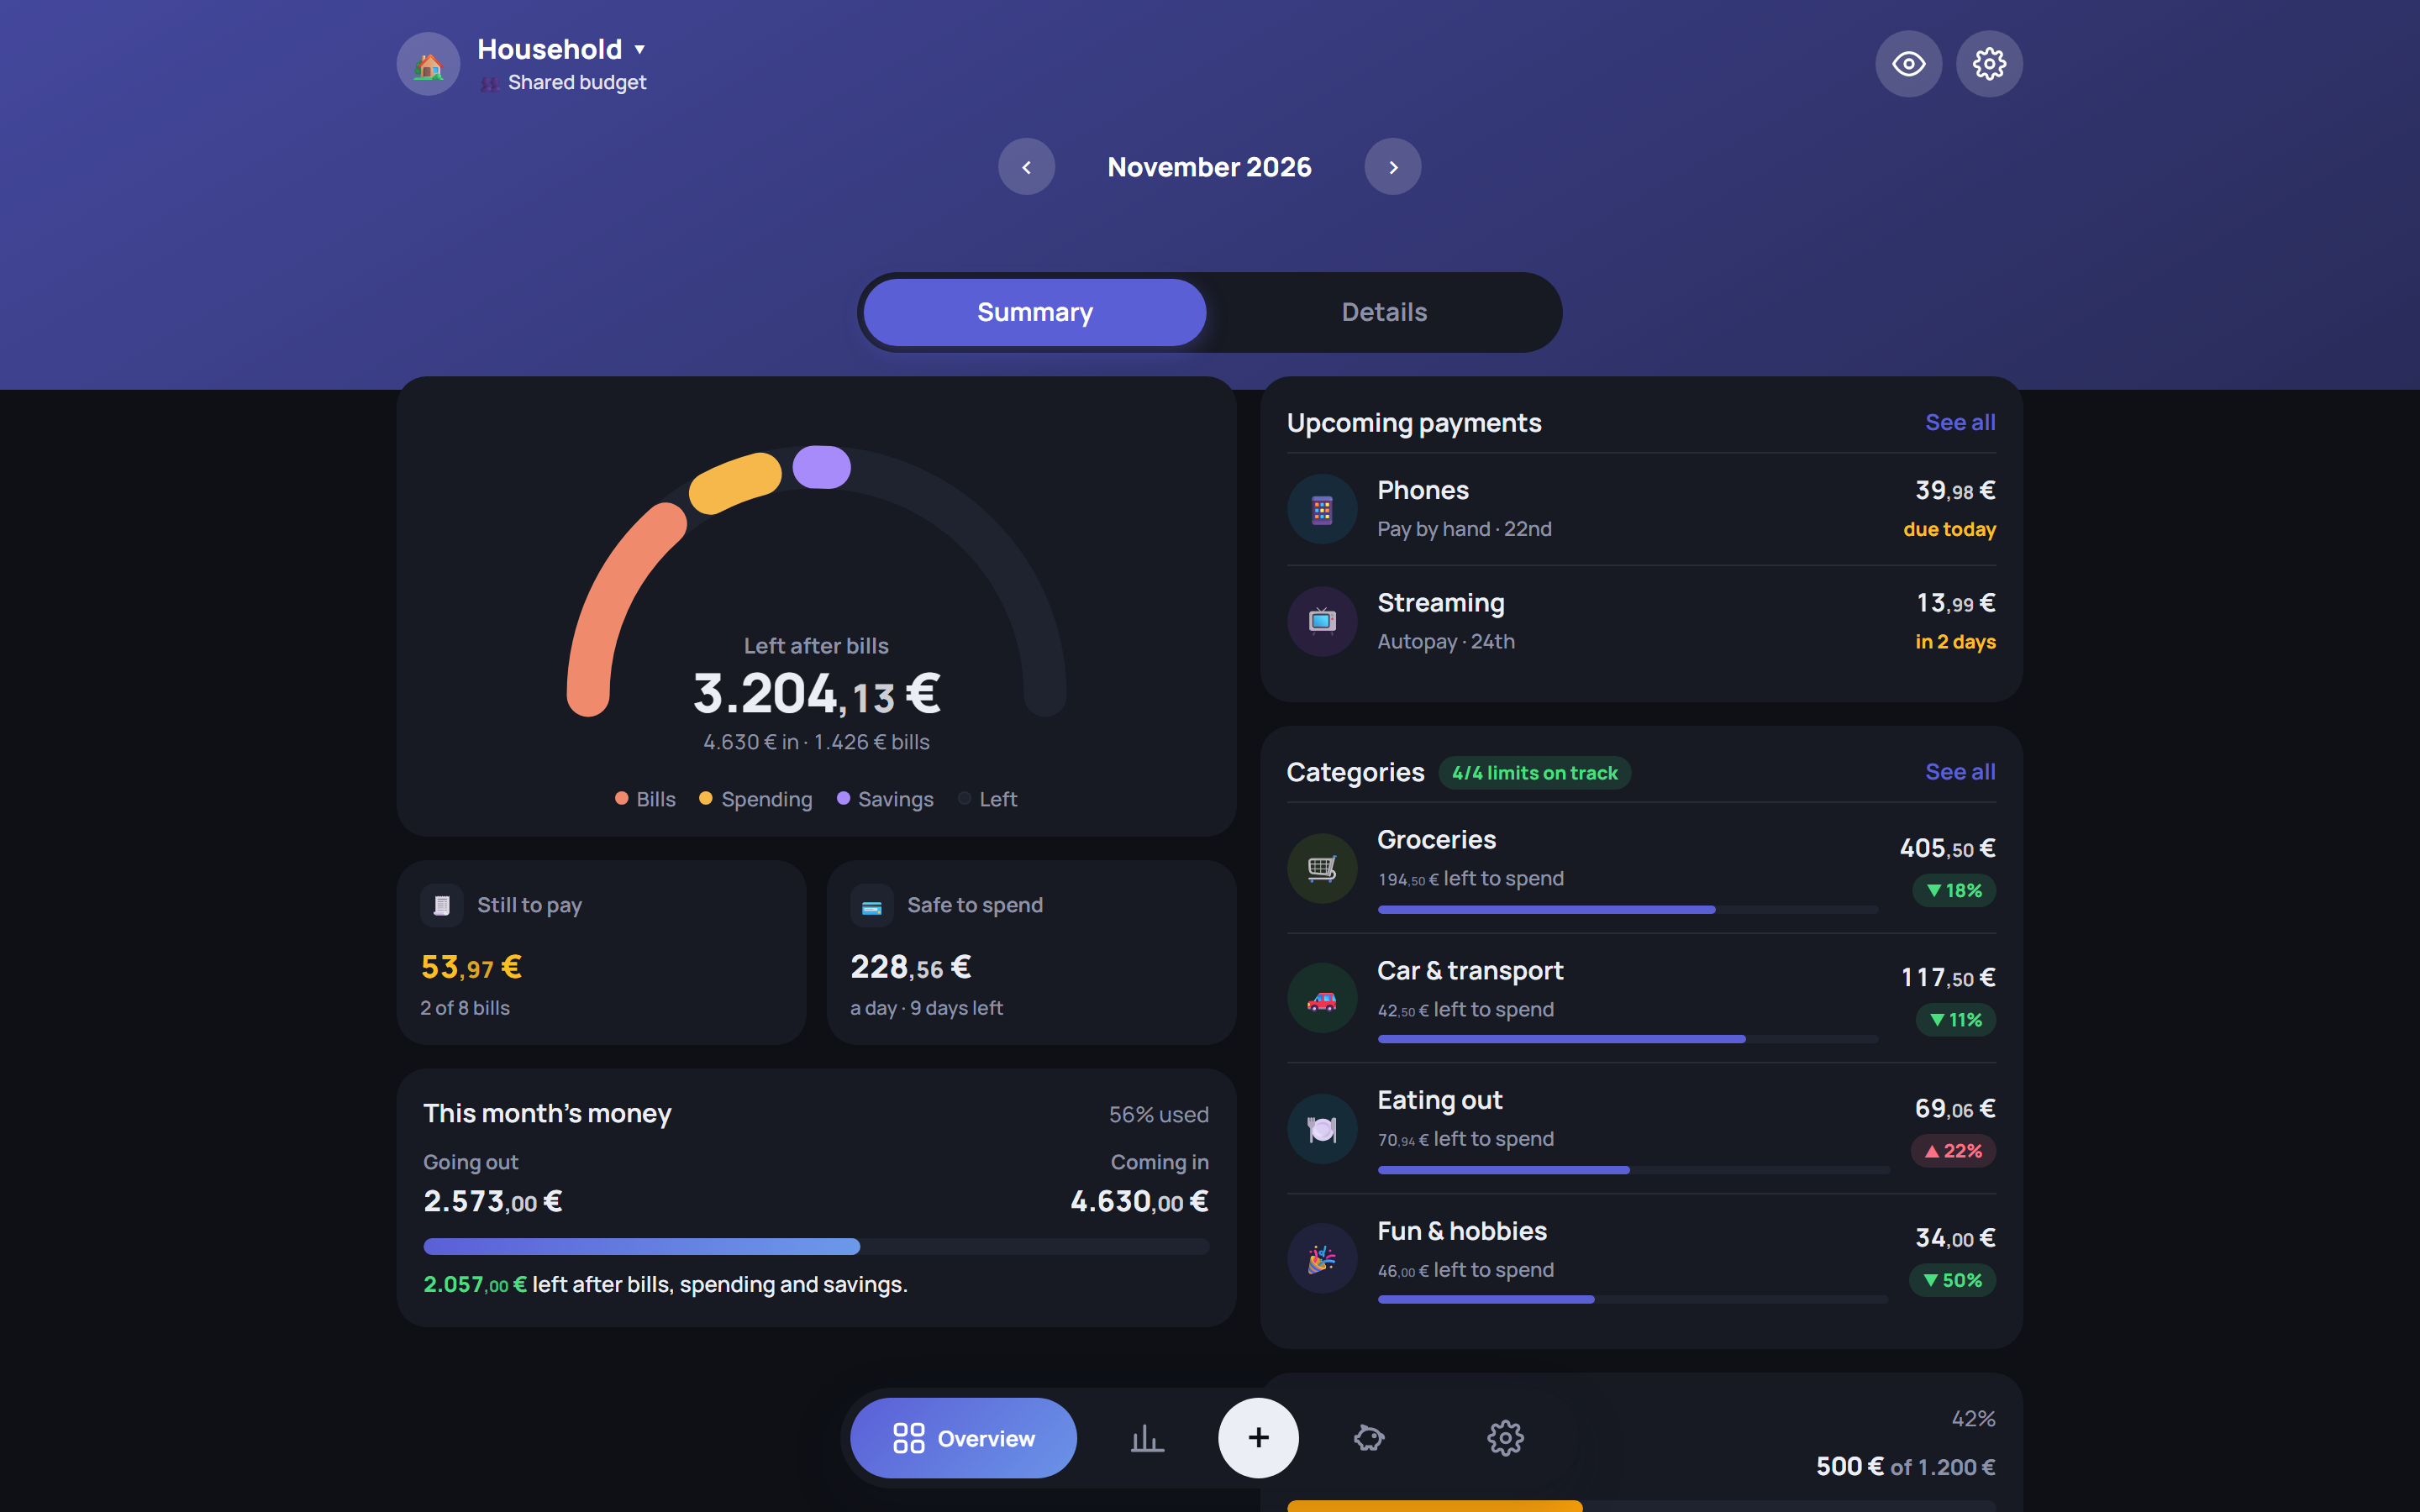 Household ▼
Shared budget
November 2026
Summary
Details
Left after bills
3.204,13 €
4.630 € in · 1.426 € bills
Bills
Spending
Savings
Left
Still to pay
53,97 €
2 of 8 bills
Safe to spend
228,56 €
a day · 9 days left
This month’s money
56% used
Going out
Coming in
2.573,00 €
4.630,00 €
2.057,00 € left after bills, spending and savings.
Upcoming payments
See all
Phones
39,98 €
Pay by hand · 22nd
due today
Streaming
13,99 €
Autopay · 24th
in 2 days
Categories
4/4 limits on track
See all
Groceries
405,50 €
194,50 € left to spend
▼ 18%
Car & transport
117,50 €
42,50 € left to spend
▼ 11%
Eating out
69,06 €
70,94 € left to spend
▲ 22%
Fun & hobbies
34,00 €
46,00 € left to spend
▼ 50%
42%
500 € of 1.200 €
Overview
+